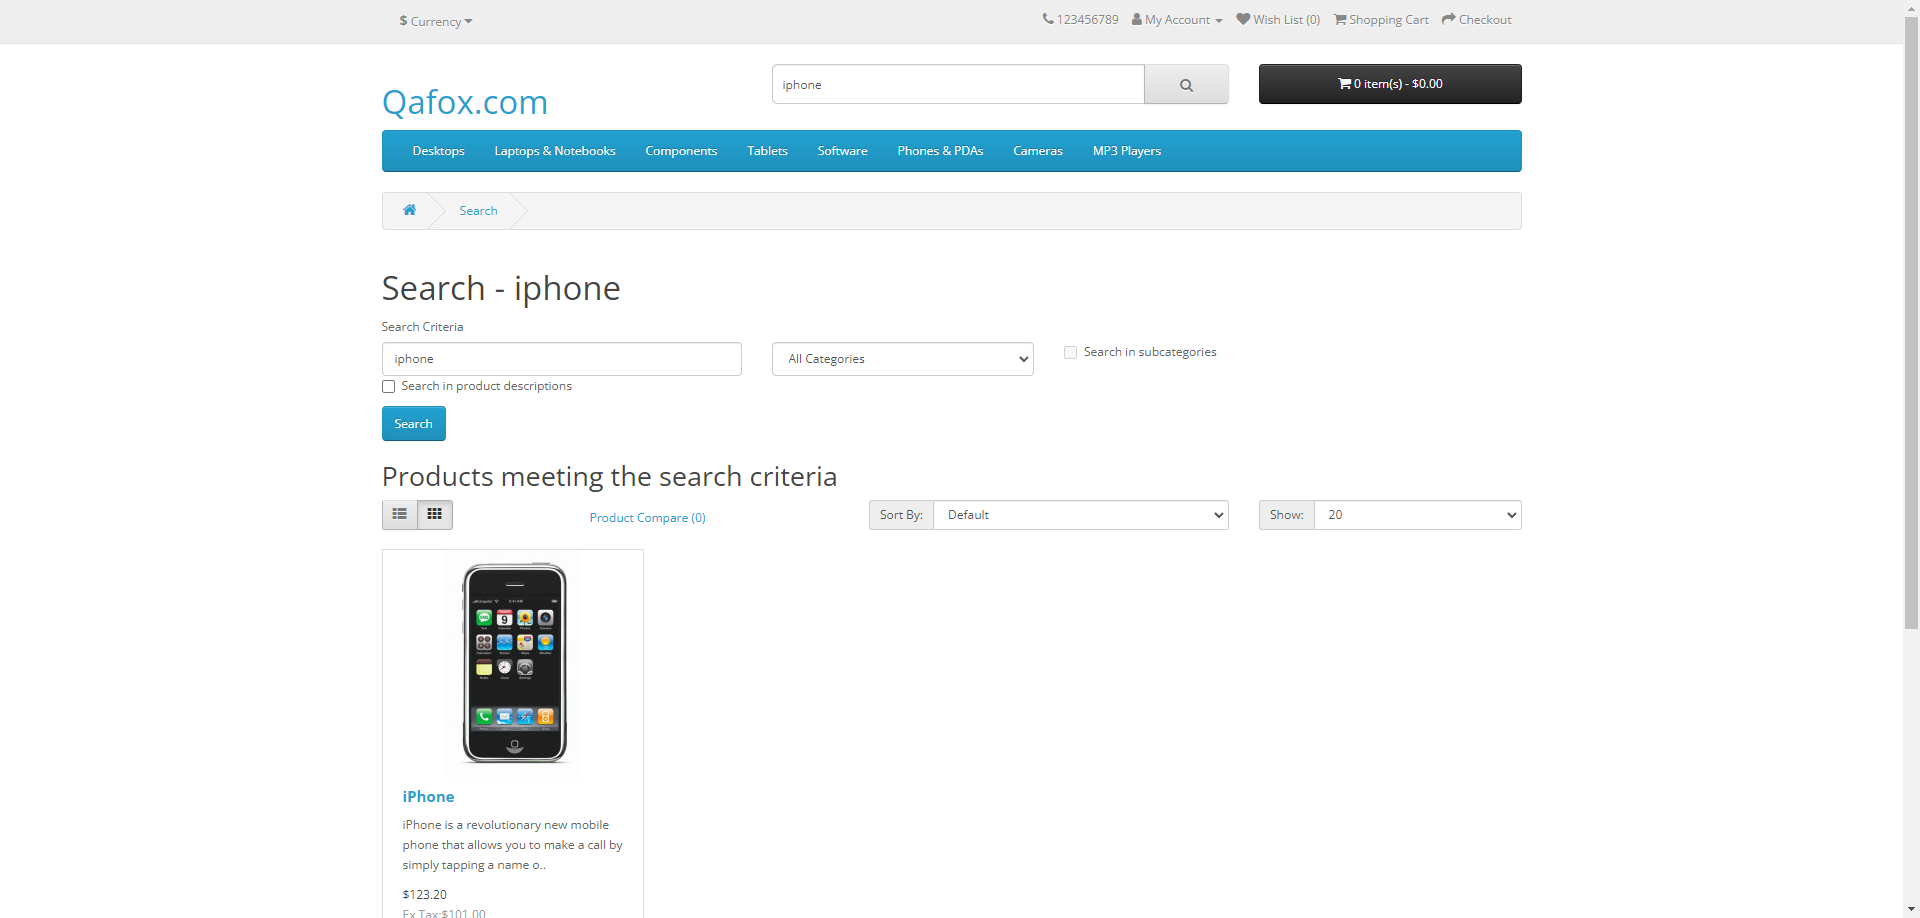 $ Currency
123456789 My Account Wish List (0) Shopping Cart Checkout
Qafox.com
iphone
0 item(s) - $0.00
Desktops Laptops & Notebooks Components Tablets Software Phones & PDAs Cameras MP3 Players
Search
Search - iphone
Search Criteria
iphone
All Categories
Search in subcategories
Search in product descriptions
Search
Products meeting the search criteria
Product Compare (0)
Sort By: Default
Show: 20
iPhone
iPhone is a revolutionary new mobile
phone that allows you to make a call by
simply tapping a name o..
$123.20
Ex Tax:$101.00